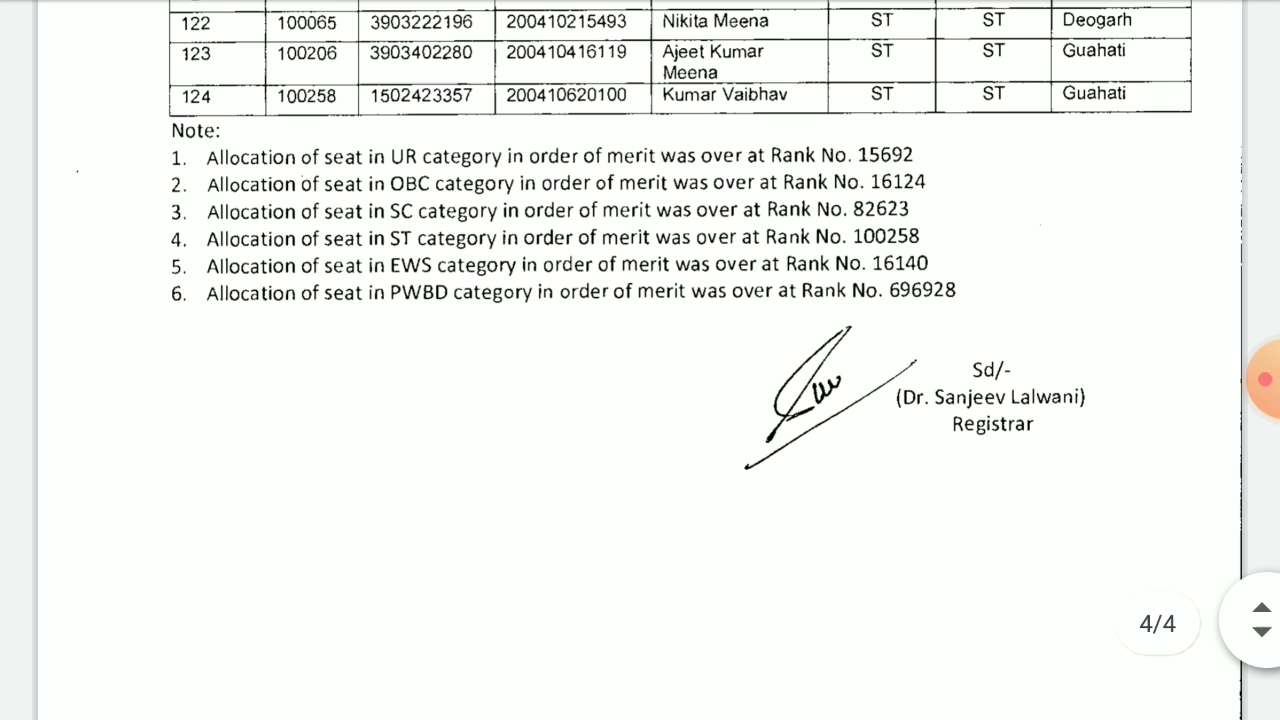 122 100065 3903222196 200410215493 Nikita Meena ST ST Deogarh
123 100206 3903402280 200410416119 Ajeet Kumar Meena ST ST Guahati
124 100258 1502423357 200410620100 Kumar Vaibhav ST ST Guahati
Note:
1. Allocation of seat in UR category in order of merit was over at Rank No. 15692
2. Allocation of seat in OBC category in order of merit was over at Rank No. 16124
3. Allocation of seat in SC category in order of merit was over at Rank No. 82623
4. Allocation of seat in ST category in order of merit was over at Rank No. 100258
5. Allocation of seat in EWS category in order of merit was over at Rank No. 16140
6. Allocation of seat in PWBD category in order of merit was over at Rank No. 696928
Sd/-
(Dr. Sanjeev Lalwani)
Registrar
4/4